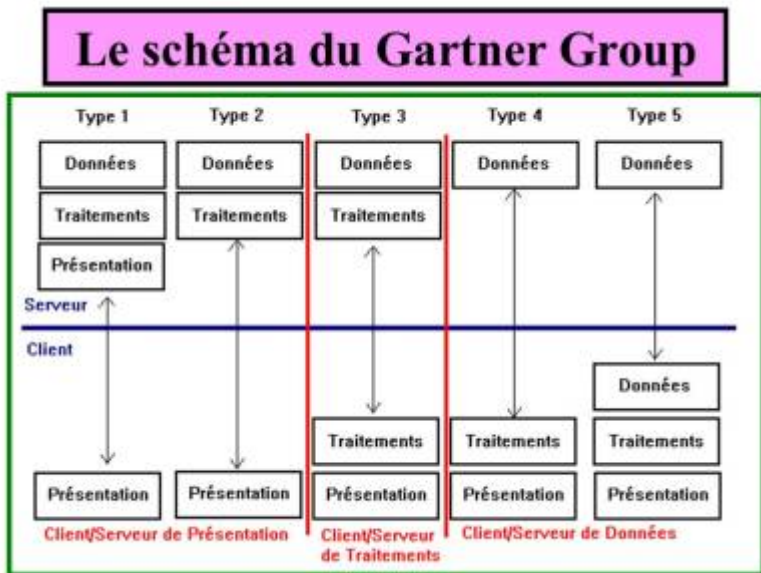 Le schéma du Gartner Group
Type 1 Type 2 Type 3 Type 4 Type 5
Données Données Données Données Données
Traitements Traitements Traitements
Présentation
Serveur
Client
Données
Traitements Traitements Traitements
Présentation Présentation Présentation Présentation Présentation
Client/Serveur de Présentation Client/Serveur Client/Serveur de Données
de Traitements